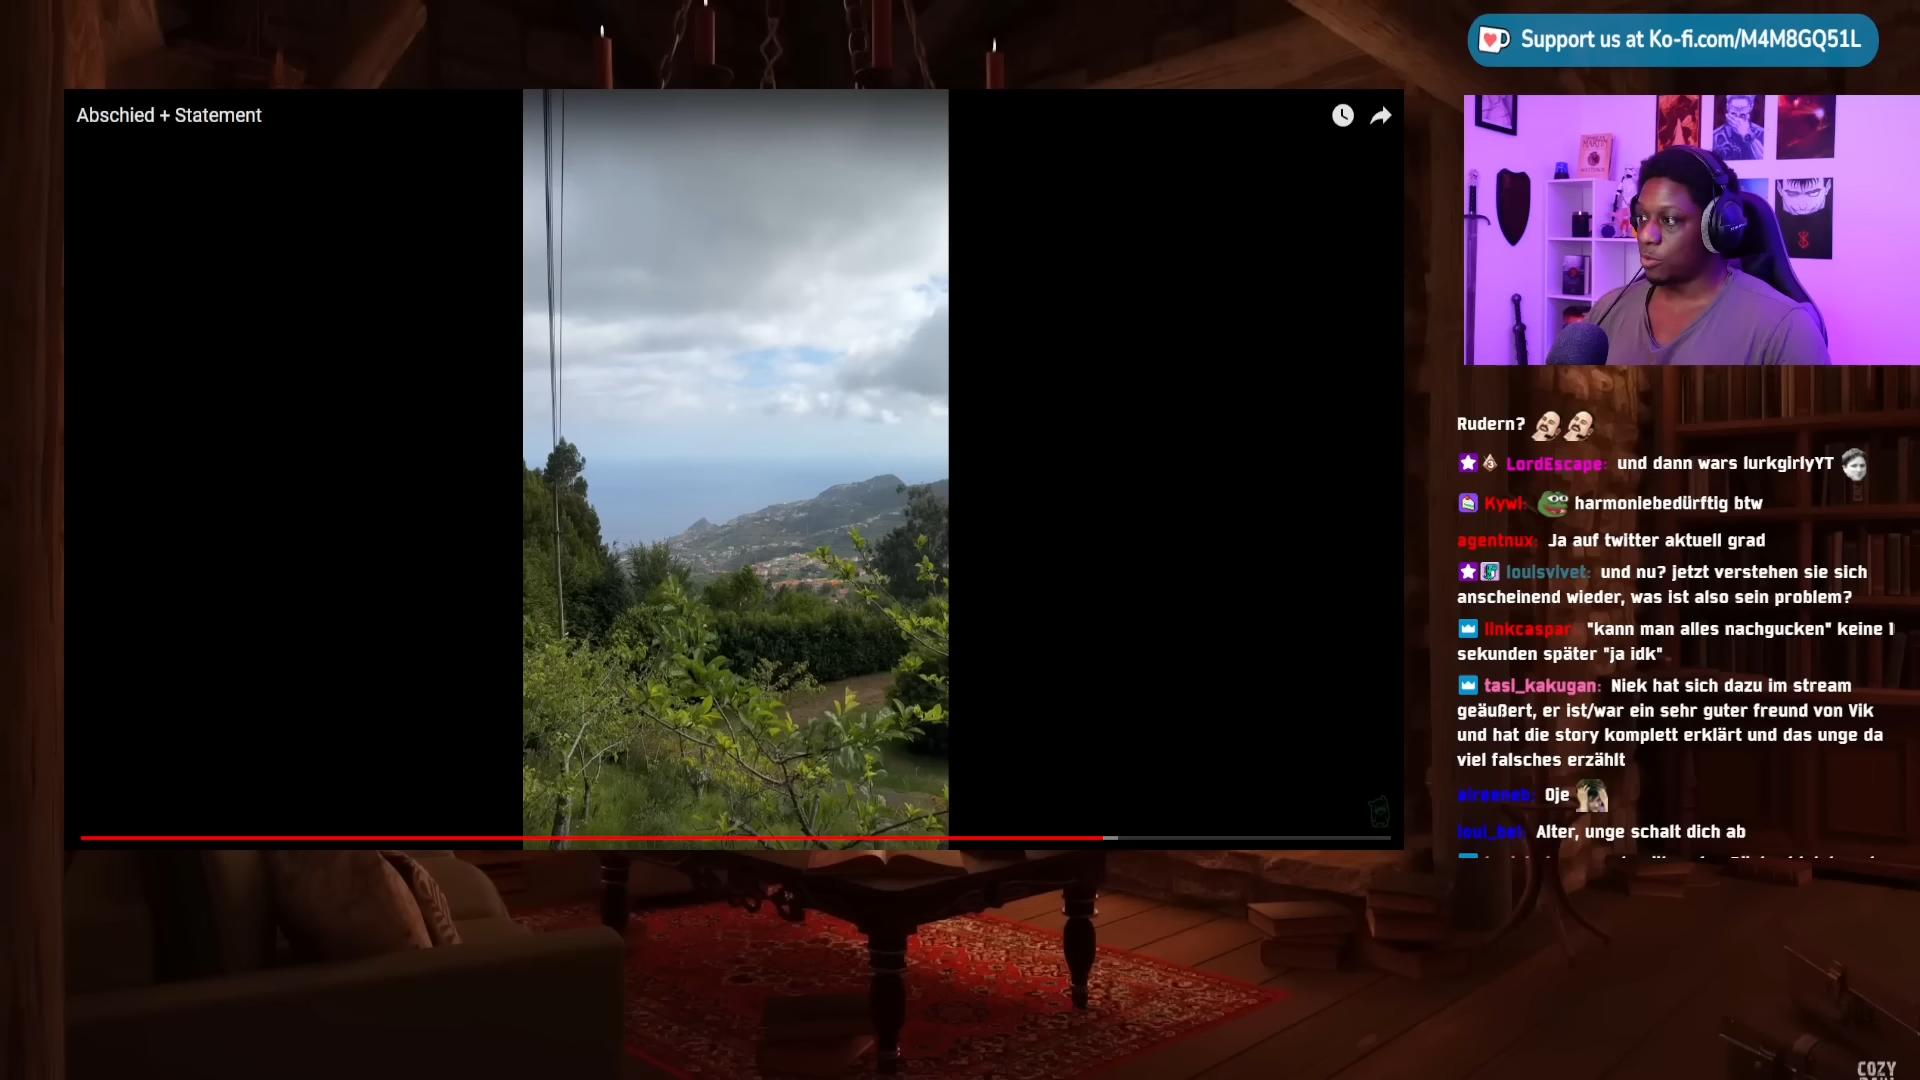 Support us at Ko-fi.com/M4M8GQ51L
Abschied + Statement
MARTIN
Rudern?
LordEscape: und dann wars lurkgirlyYT
Kywi: harmoniebedürftig btw
agentnux: Ja auf twitter aktuell grad
louisvivet: und nu? jetzt verstehen sie sich
anscheinend wieder, was ist also sein problem?
linkcaspar: "kann man alles nachgucken" keine 1
sekunden später "ja idk"
tasi_kakugan: Niek hat sich dazu im stream
geäußert, er ist/war ein sehr guter freund von Vik
und hat die story komplett erklärt und das unge da
viel falsches erzählt
Oje
Alter, unge schalt dich ab
COZY